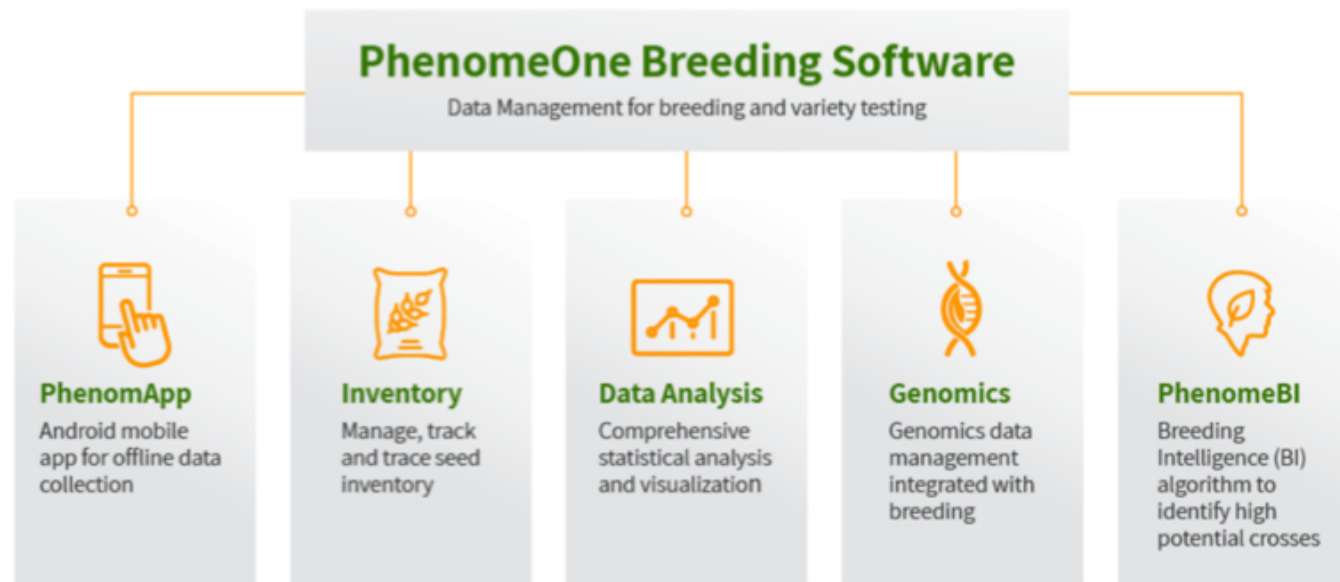 PhenomeOne Breeding Software
Data Management for breeding and variety testing
PhenomApp
Android mobile
app for offline data
collection
Inventory
Manage, track
and trace seed
inventory
Data Analysis
Comprehensive
statistical analysis
and visualization
Genomics
Genomics data
management
integrated with
breeding
PhenomeBI
Breeding
Intelligence (BI)
algorithm to
identify high
potential crosses